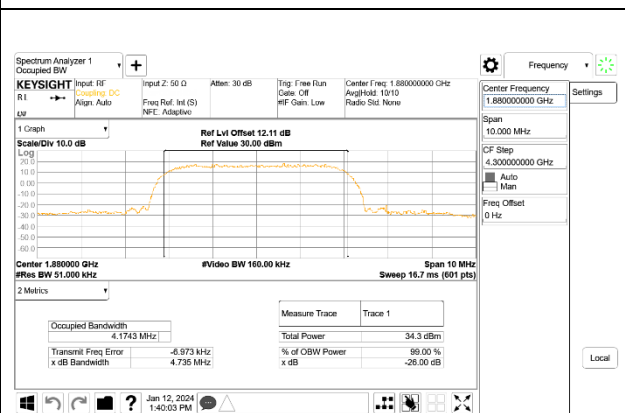 Spectrum Analyzer 1
Occupied BW
+
Frequency
KEYSIGHT
Input: RF
Coupling: DC
Align: Auto
Input Z: 50 Ω
Freq Ref: Int (S)
NFE: Adaptive
Atten: 30 dB
Trig: Free Run
Gate: Off
#IF Gain: Low
Center Freq: 1.880000000 GHz
Avg|Hold: 10/10
Radio Std: None
Center Frequency
1.880000000 GHz
Settings
Span
10.000 MHz
CF Step
4.300000000 GHz
Auto
Man
Freq Offset
0 Hz
1 Graph
Scale/Div 10.0 dB
Ref Lvl Offset 12.11 dB
Ref Value 30.00 dBm
Log
20.0
10.0
0.00
-10.0
-20.0
-30.0
-40.0
-50.0
-60.0
Center 1.880000 GHz
#Res BW 51.000 kHz
#Video BW 160.00 kHz
Span 10 MHz
Sweep 16.7 ms (601 pts)
2 Metrics
Measure Trace
Trace 1
Occupied Bandwidth
4.1743 MHz
Total Power
34.3 dBm
Transmit Freq Error
-6.973 kHz
% of OBW Power
99.00 %
x dB Bandwidth
4.735 MHz
x dB
-26.00 dB
Local
?
Jan 12, 2024
1:40:03 PM